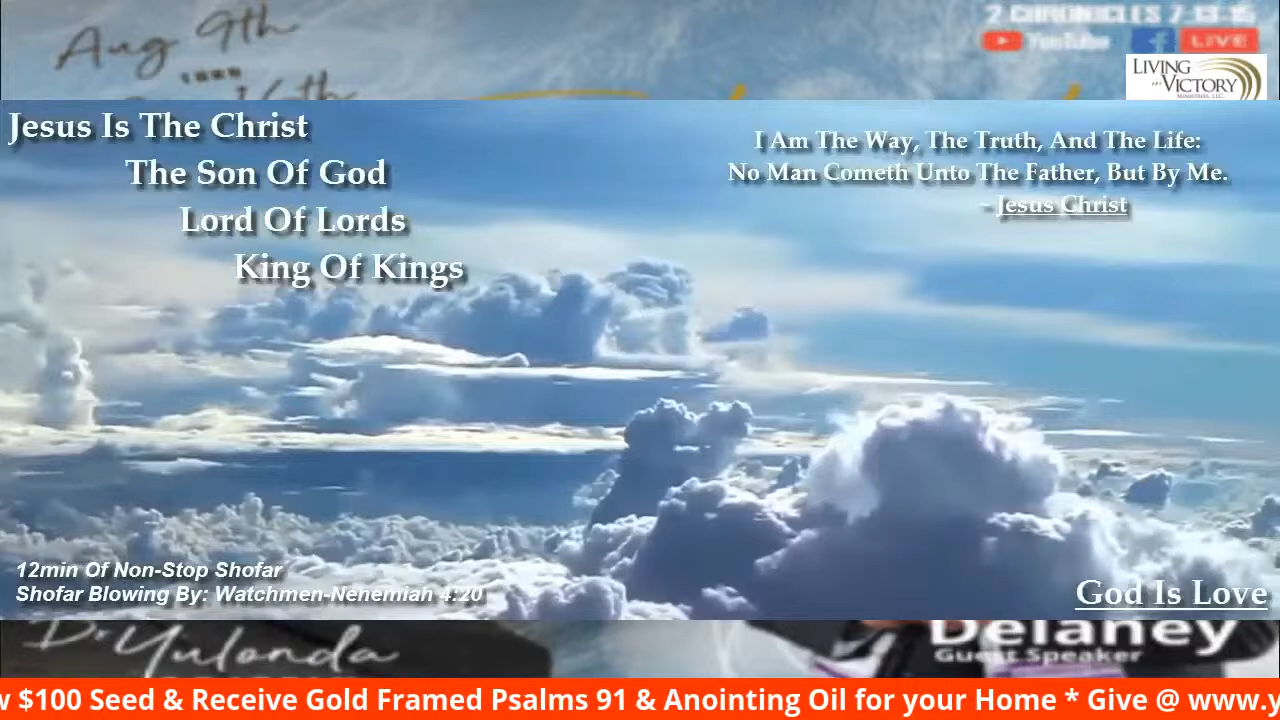 Aug 9th
2 CHRONICLES 7:13-15
YouTube
LIVE
LIVING
in VICTORY
MINISTRIES, LLC.
Jesus Is The Christ
The Son Of God
Lord Of Lords
King Of Kings
I Am The Way, The Truth, And The Life:
No Man Cometh Unto The Father, But By Me.
~ Jesus Christ
12min Of Non-Stop Shofar
Shofar Blowing By: Watchmen-Nehemiah 4:20
God Is Love
Dr Yulonda
Delaney
Guest Speaker
$100 Seed & Receive Gold Framed Psalms 91 & Anointing Oil for your Home * Give @ www.y